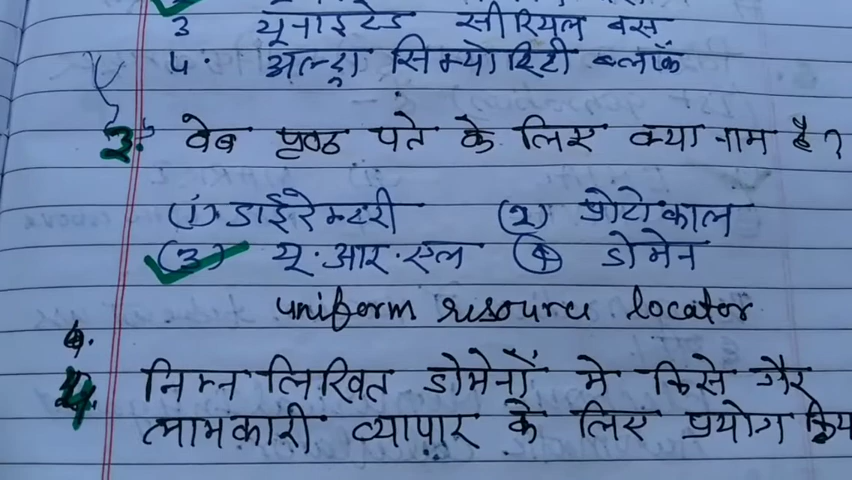 3 यूनाइटेड सीरियल बस
4. अल्ट्रा सिक्योरिटी ब्लॉक
3. वेब पृष्ठ पते के लिए क्या नाम है?
(1) डाईरेक्टरी (2) प्रोटोकाल
(3) यू.आर.एल (4) डोमेन
uniform resource locator
4. निम्न लिखित डोमेनों मे किसे गैर
लाभकारी व्यापार के लिए प्रयोग किय